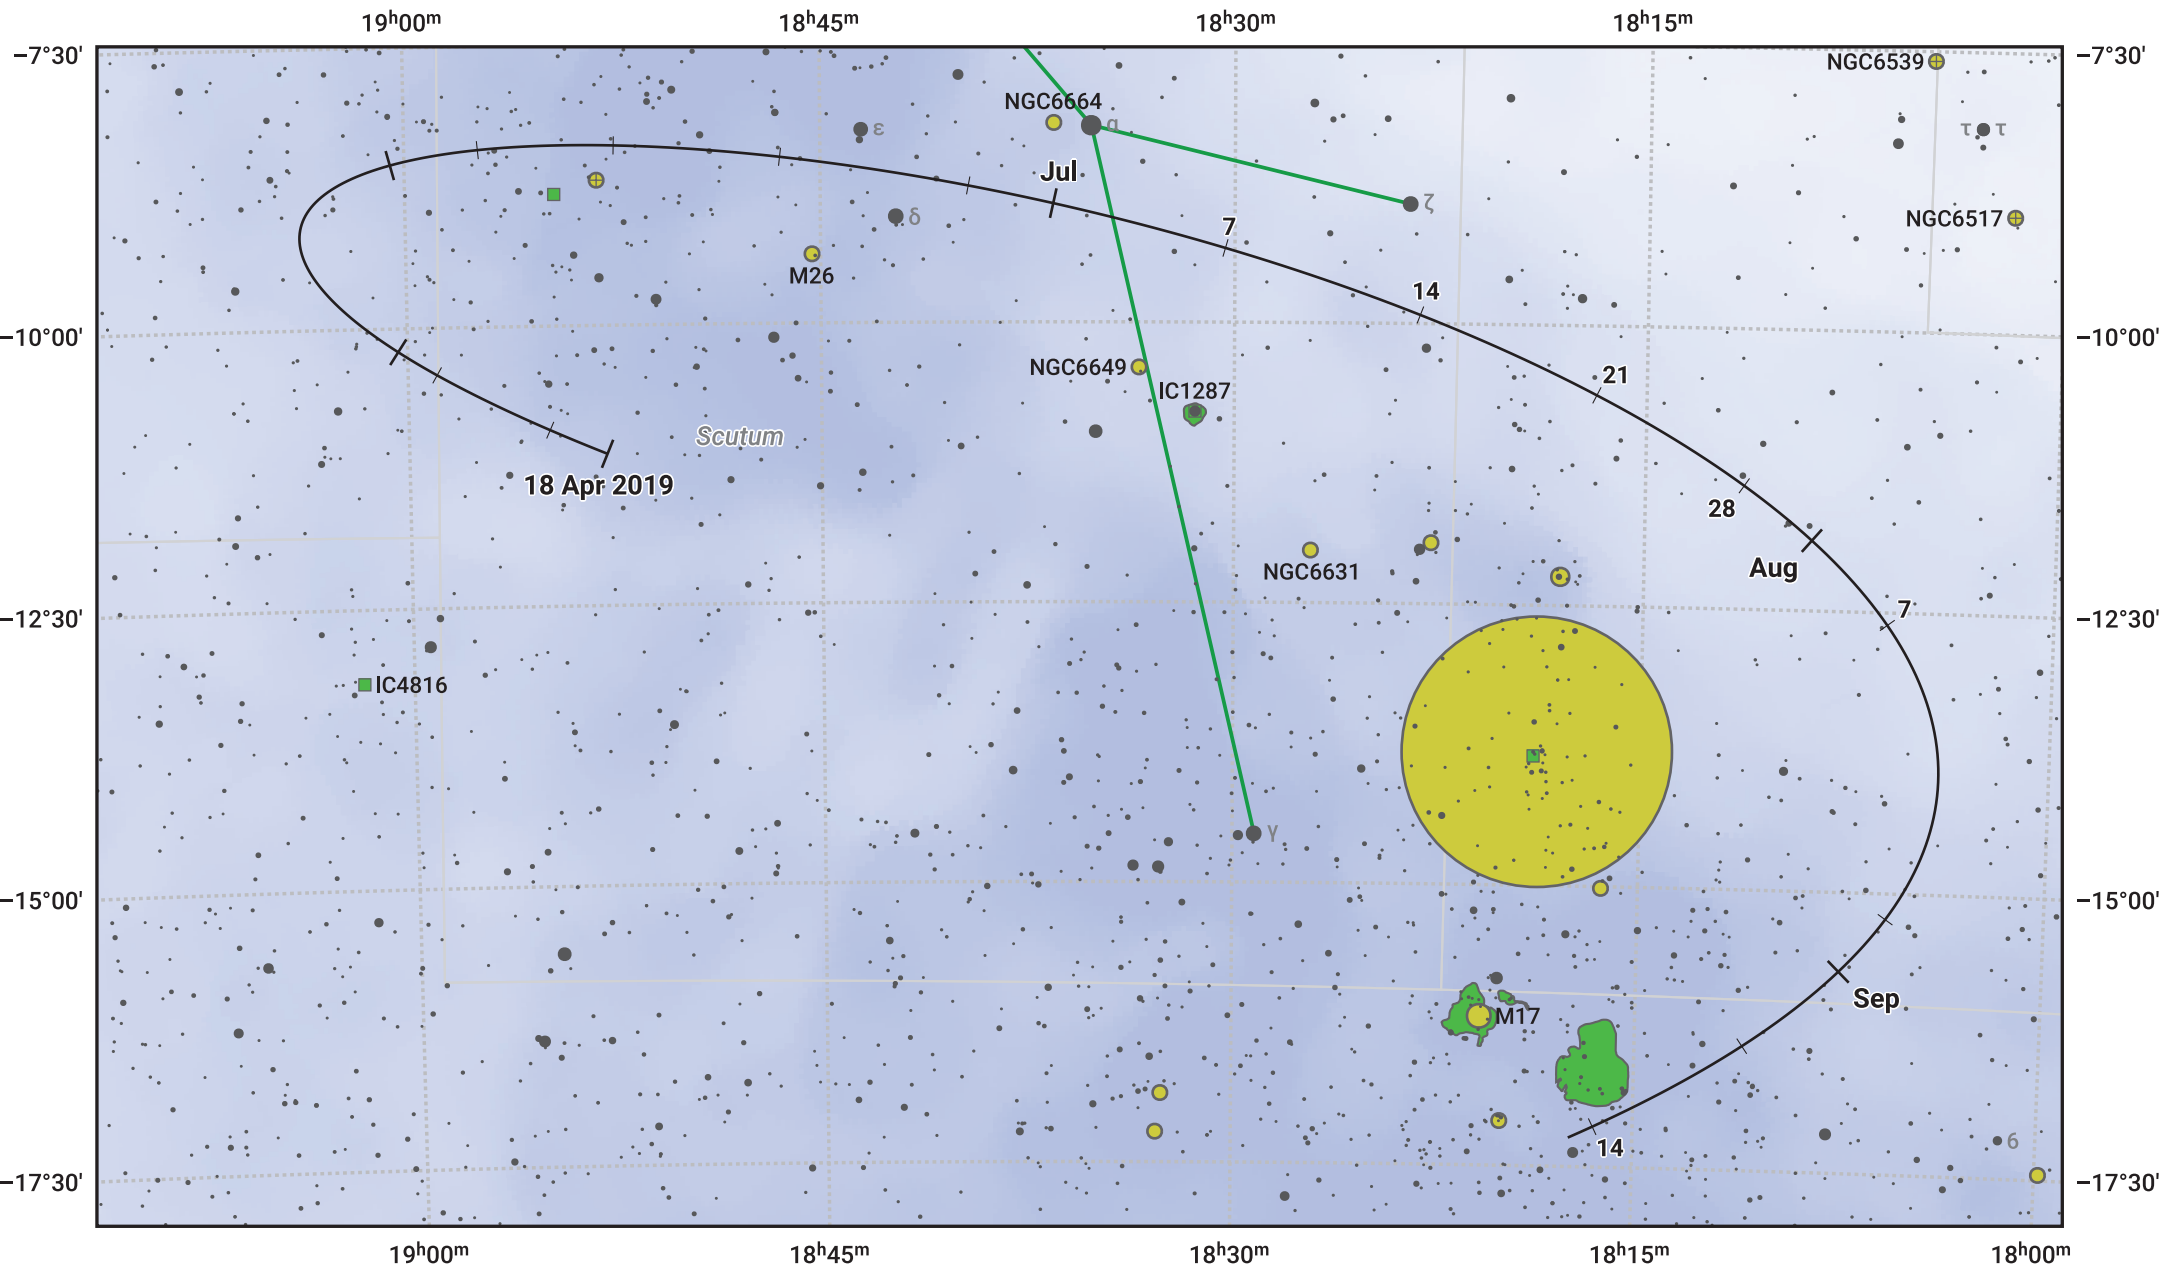 19ʰ00ᵐ 18ʰ45ᵐ 18ʰ30ᵐ 18ʰ15ᵐ
−7°30' −7°30'
NGC6539
NGC6664
α
ε
τ τ
Jul
ζ
δ
7
NGC6517
M26
14
−10°00' −10°00'
NGC6649
21
IC1287
Scutum
18 Apr 2019
28
NGC6631
Aug
7
−12°30' −12°30'
IC4816
γ
−15°00' −15°00'
Sep
M17
14
6
−17°30' −17°30'
19ʰ00ᵐ 18ʰ45ᵐ 18ʰ30ᵐ 18ʰ15ᵐ 18ʰ00ᵐ